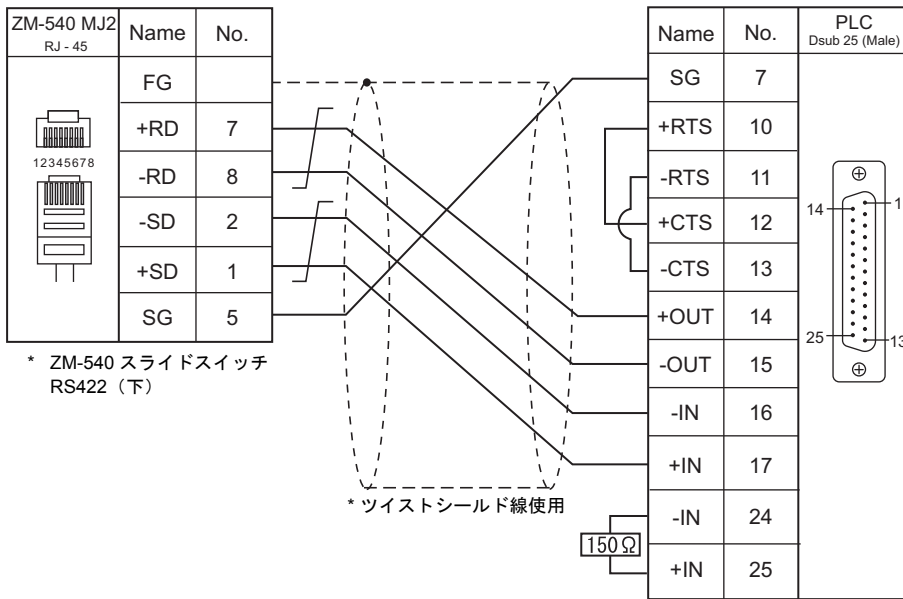 ZM-540 MJ2
RJ - 45
Name No.
FG
+RD 7
-RD 8
-SD 2
+SD 1
SG 5
12345678
* ZM-540 スライドスイッチ
RS422（下）
* ツイストシールド線使用
150Ω
Name No.
PLC
Dsub 25 (Male)
SG 7
+RTS 10
-RTS 11
+CTS 12
-CTS 13
+OUT 14
-OUT 15
-IN 16
+IN 17
-IN 24
+IN 25
14 1
25 13